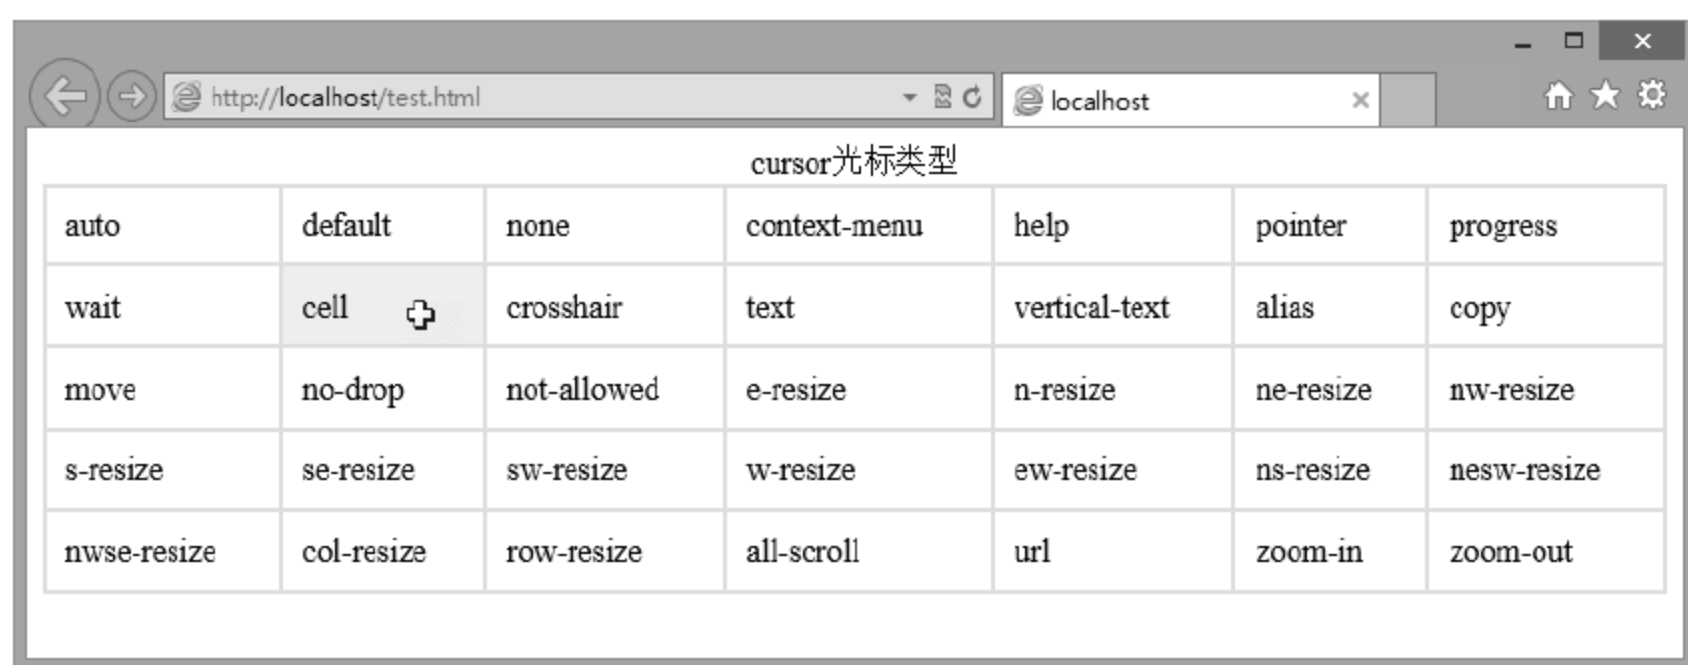 http://localhost/test.html
localhost
cursor光标类型
auto default none context-menu help pointer progress
wait cell crosshair text vertical-text alias copy
move no-drop not-allowed e-resize n-resize ne-resize nw-resize
s-resize se-resize sw-resize w-resize ew-resize ns-resize nesw-resize
nwse-resize col-resize row-resize all-scroll url zoom-in zoom-out